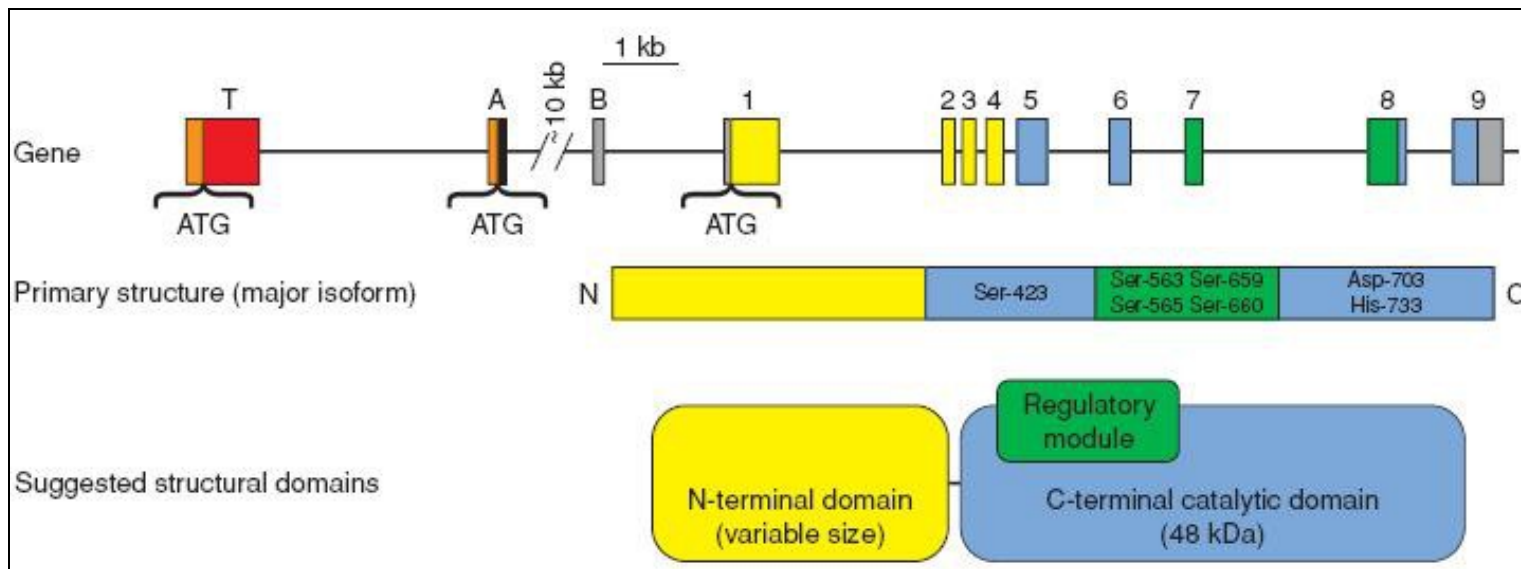 1 kb
T A ~10 kb B 1 2 3 4 5 6 7 8 9
Gene
ATG ATG ATG
Primary structure (major isoform) N Ser-423 Ser-563 Ser-659 Asp-703 C
Ser-565 Ser-660 His-733
Regulatory
module
Suggested structural domains
N-terminal domain C-terminal catalytic domain
(variable size) (48 kDa)